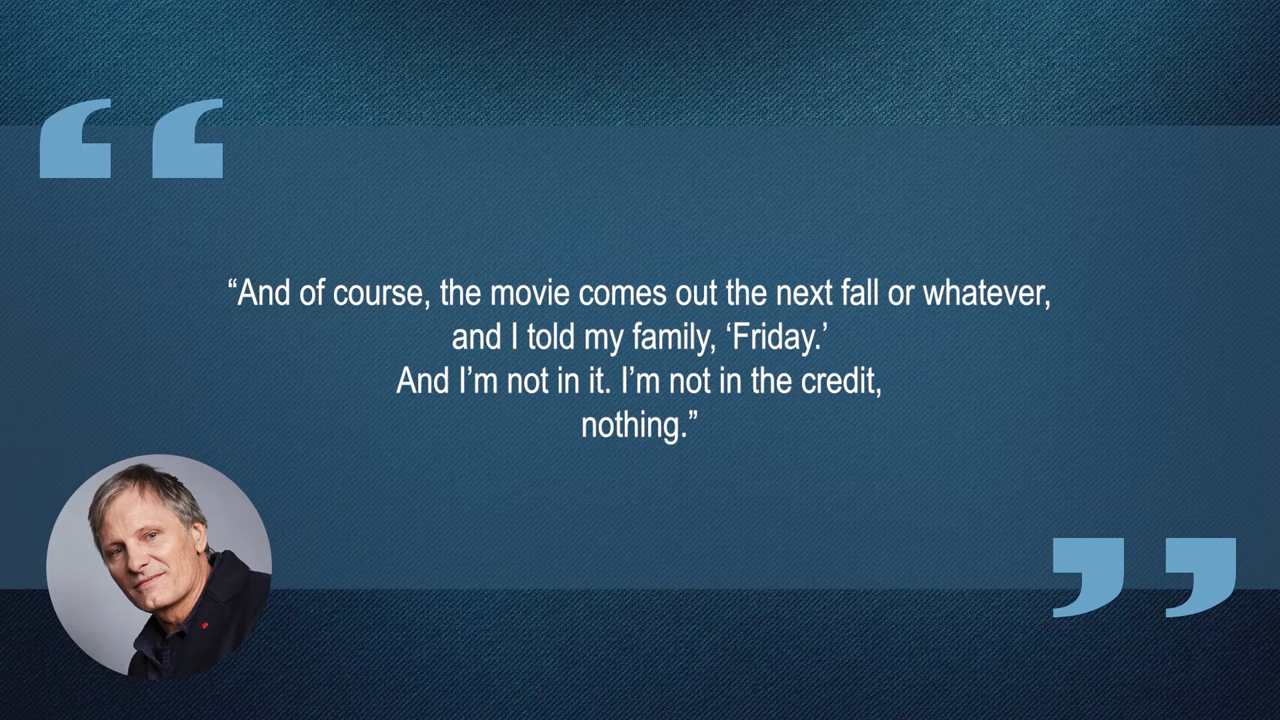 “And of course, the movie comes out the next fall or whatever,
and I told my family, ‘Friday.’
And I’m not in it. I’m not in the credit,
nothing.”